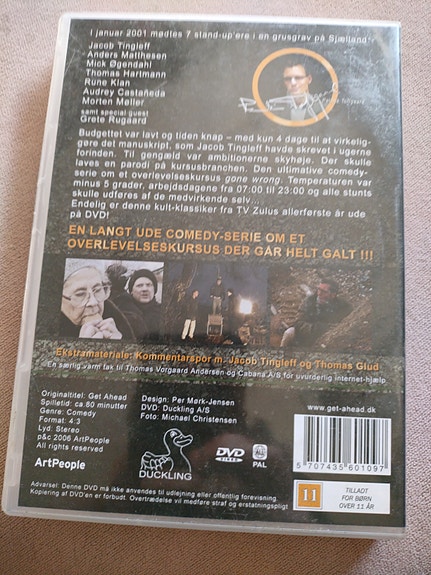 I januar 2001 mødtes 7 stand-up'ere i en grusgrav på Sjælland...
Jacob Tingleff
Anders Matthesen
Mick Øgendahl
Thomas Hartmann
Rune Klan
Audrey Castañeda
Morten Møller
samt special guest
Grete Rugaard
Budgettet var lavt og tiden knap – med kun 4 dage til at virkelig-
gøre det manuskript, som Jacob Tingleff havde skrevet i ugerne
forinden. Til gengæld var ambitionerne skyhøje. Der skulle
laves en parodi på kursusbranchen. Den ultimative comedy-
serie om et overlevelseskursus gone wrong. Temperaturen var
minus 5 grader, arbejdsdagene fra 07:00 til 23:00 og alle stunts
skulle udføres af de medvirkende selv...
Endelig er denne kult-klassiker fra TV Zulus allerførste år ude
på DVD!
EN LANGT UDE COMEDY-SERIE OM ET
OVERLEVELSESKURSUS DER GÅR HELT GALT !!!
Ekstramateriale: Kommentarspor m. Jacob Tingleff og Thomas Glud
En særlig varm tak til Thomas Vorgaard Andersen og Cabana A/S for uvurderlig internet-hjælp
Originaltitel: Get Ahead
Spilletid: ca 80 minutter
Genre: Comedy
Format: 4:3
Lyd: Stereo
p&c 2006 ArtPeople
All rights reserved
Design: Per Mørk-Jensen
DVD: Duckling A/S
Foto: Michael Christensen
www.get-ahead.dk
ArtPeople
DUCKLING
DVD
VIDEO
PAL
5 707435 601097
11
TILLADT
FOR BØRN
OVER 11 ÅR
Advarsel: Denne DVD må ikke anvendes til udlejning eller offentlig forevisning.
Kopiering af DVD'en er forbudt. Overtrædelse vil medføre straf og erstatningspligt